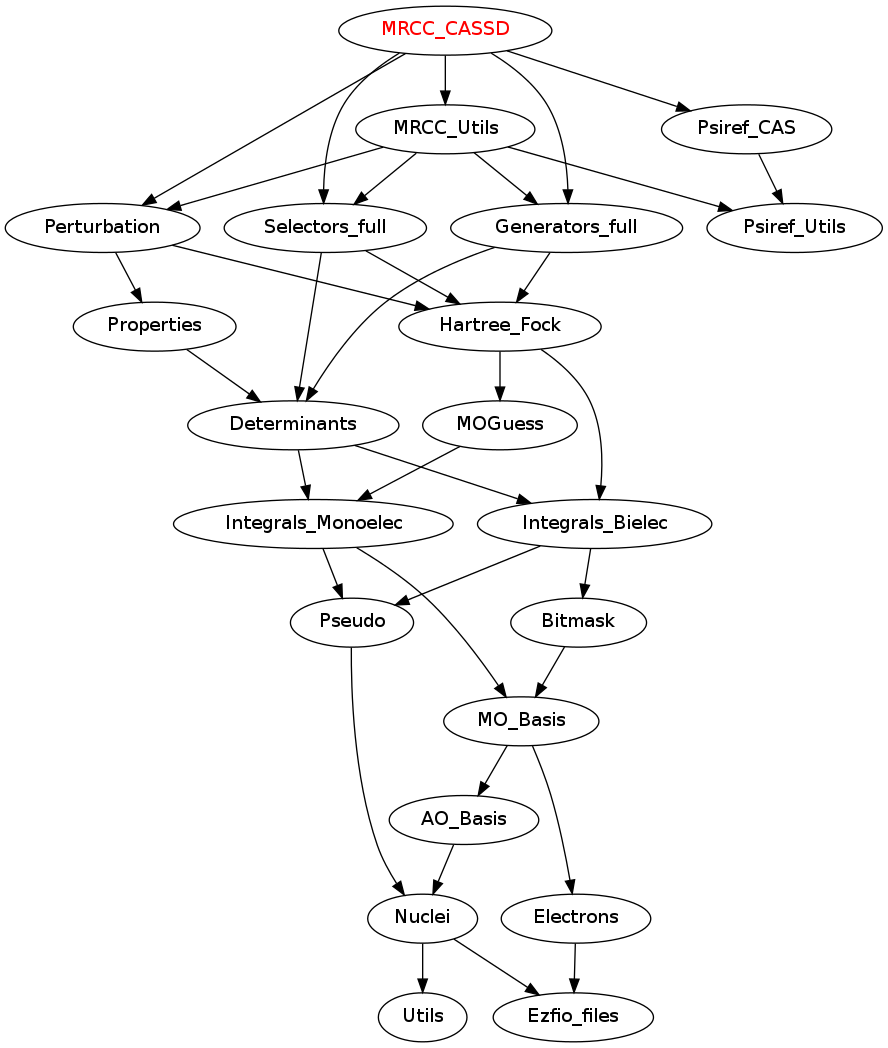 MRCC_CASSD
MRCC_Utils
Psiref_CAS
Perturbation
Selectors_full
Generators_full
Psiref_Utils
Properties
Hartree_Fock
Determinants
MOGuess
Integrals_Monoelec
Integrals_Bielec
Pseudo
Bitmask
MO_Basis
AO_Basis
Nuclei
Electrons
Utils
Ezfio_files